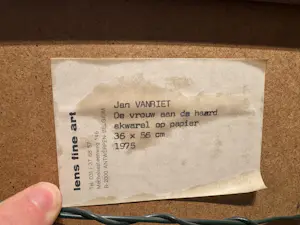 Jan VANRIET
De vrouw aan de haard
akwarel op papier
36 x 56 cm
1975
lens fine art